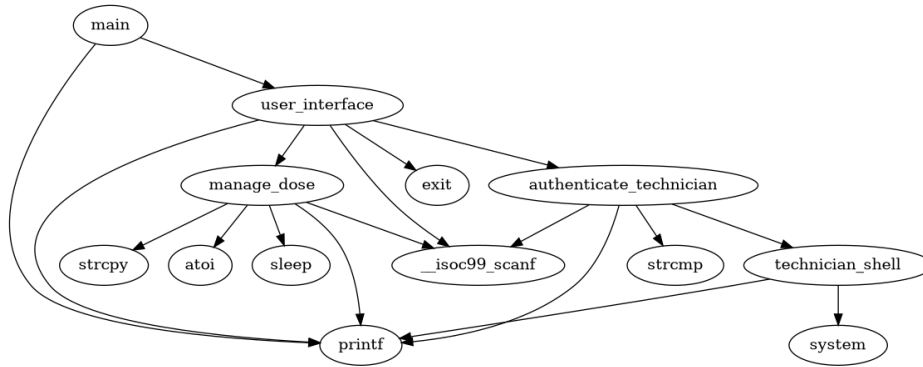 main
user_interface
manage_dose
exit
authenticate_technician
strcpy
atoi
sleep
__isoc99_scanf
strcmp
technician_shell
printf
system